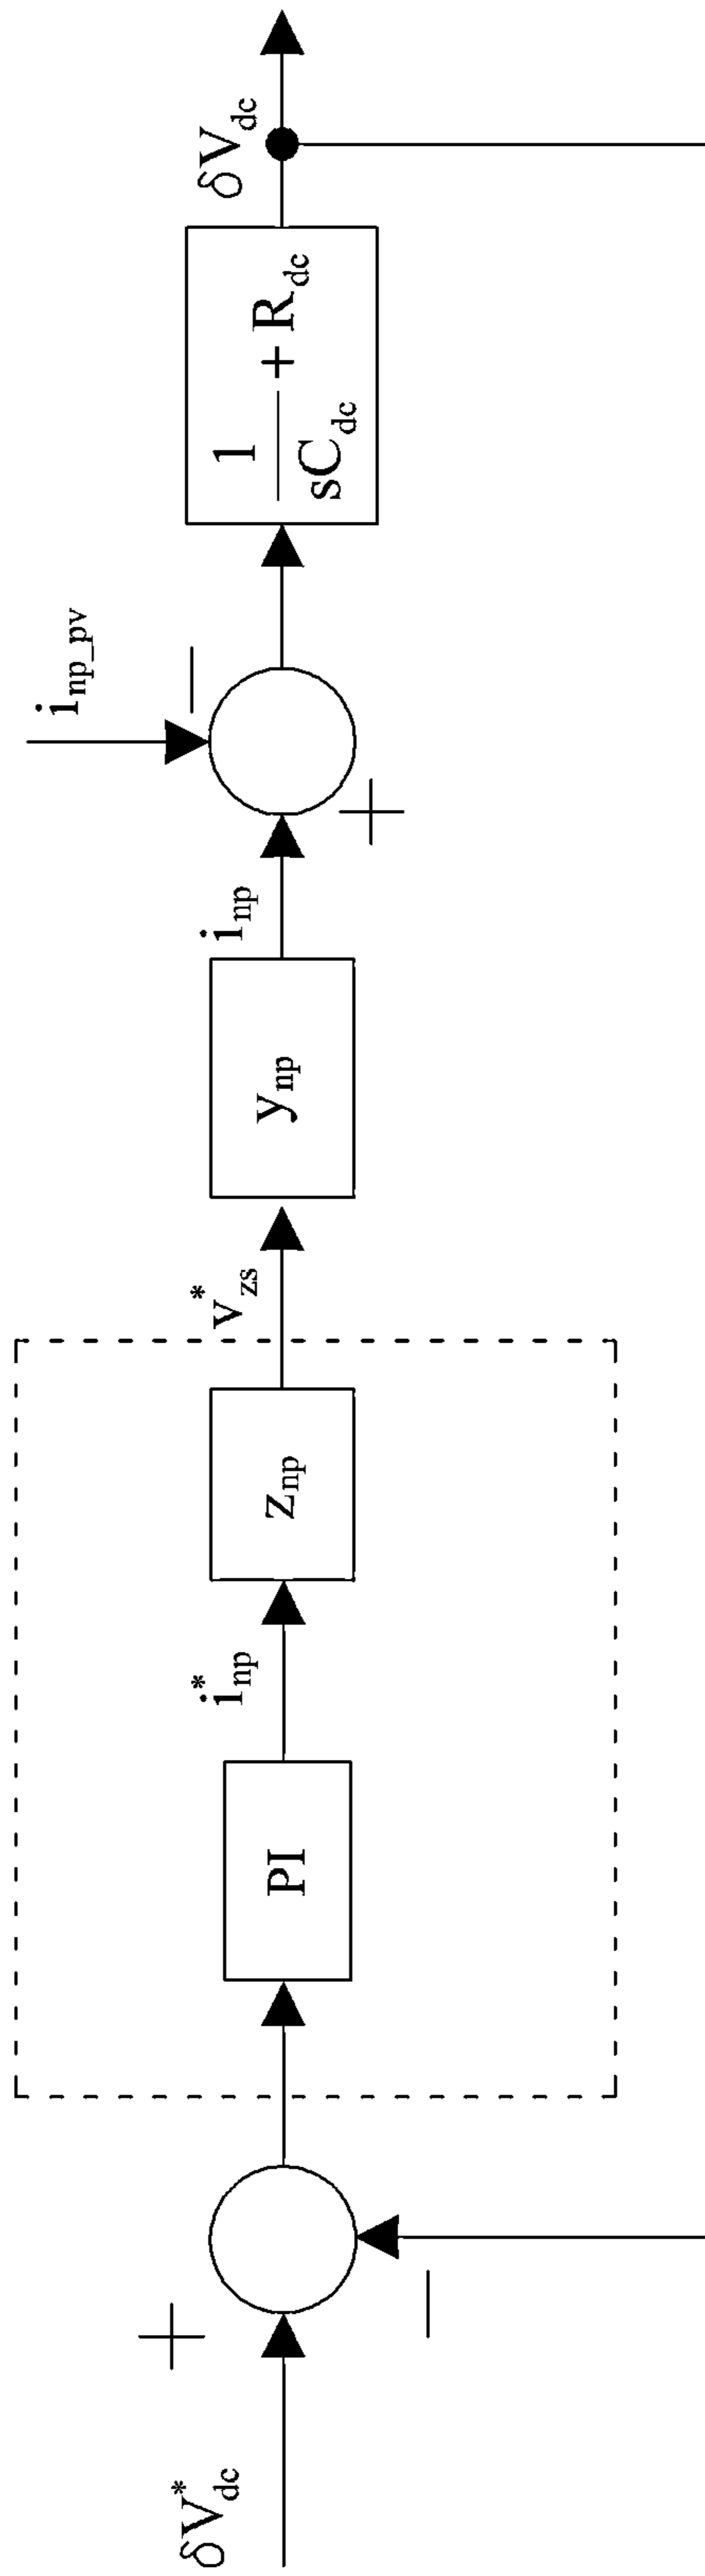 δV*dc
+
−
PI
i*np
Znp
v*zs
ynp
inp
+
−
inp_pv
1
sCdc
+ Rdc
δVdc